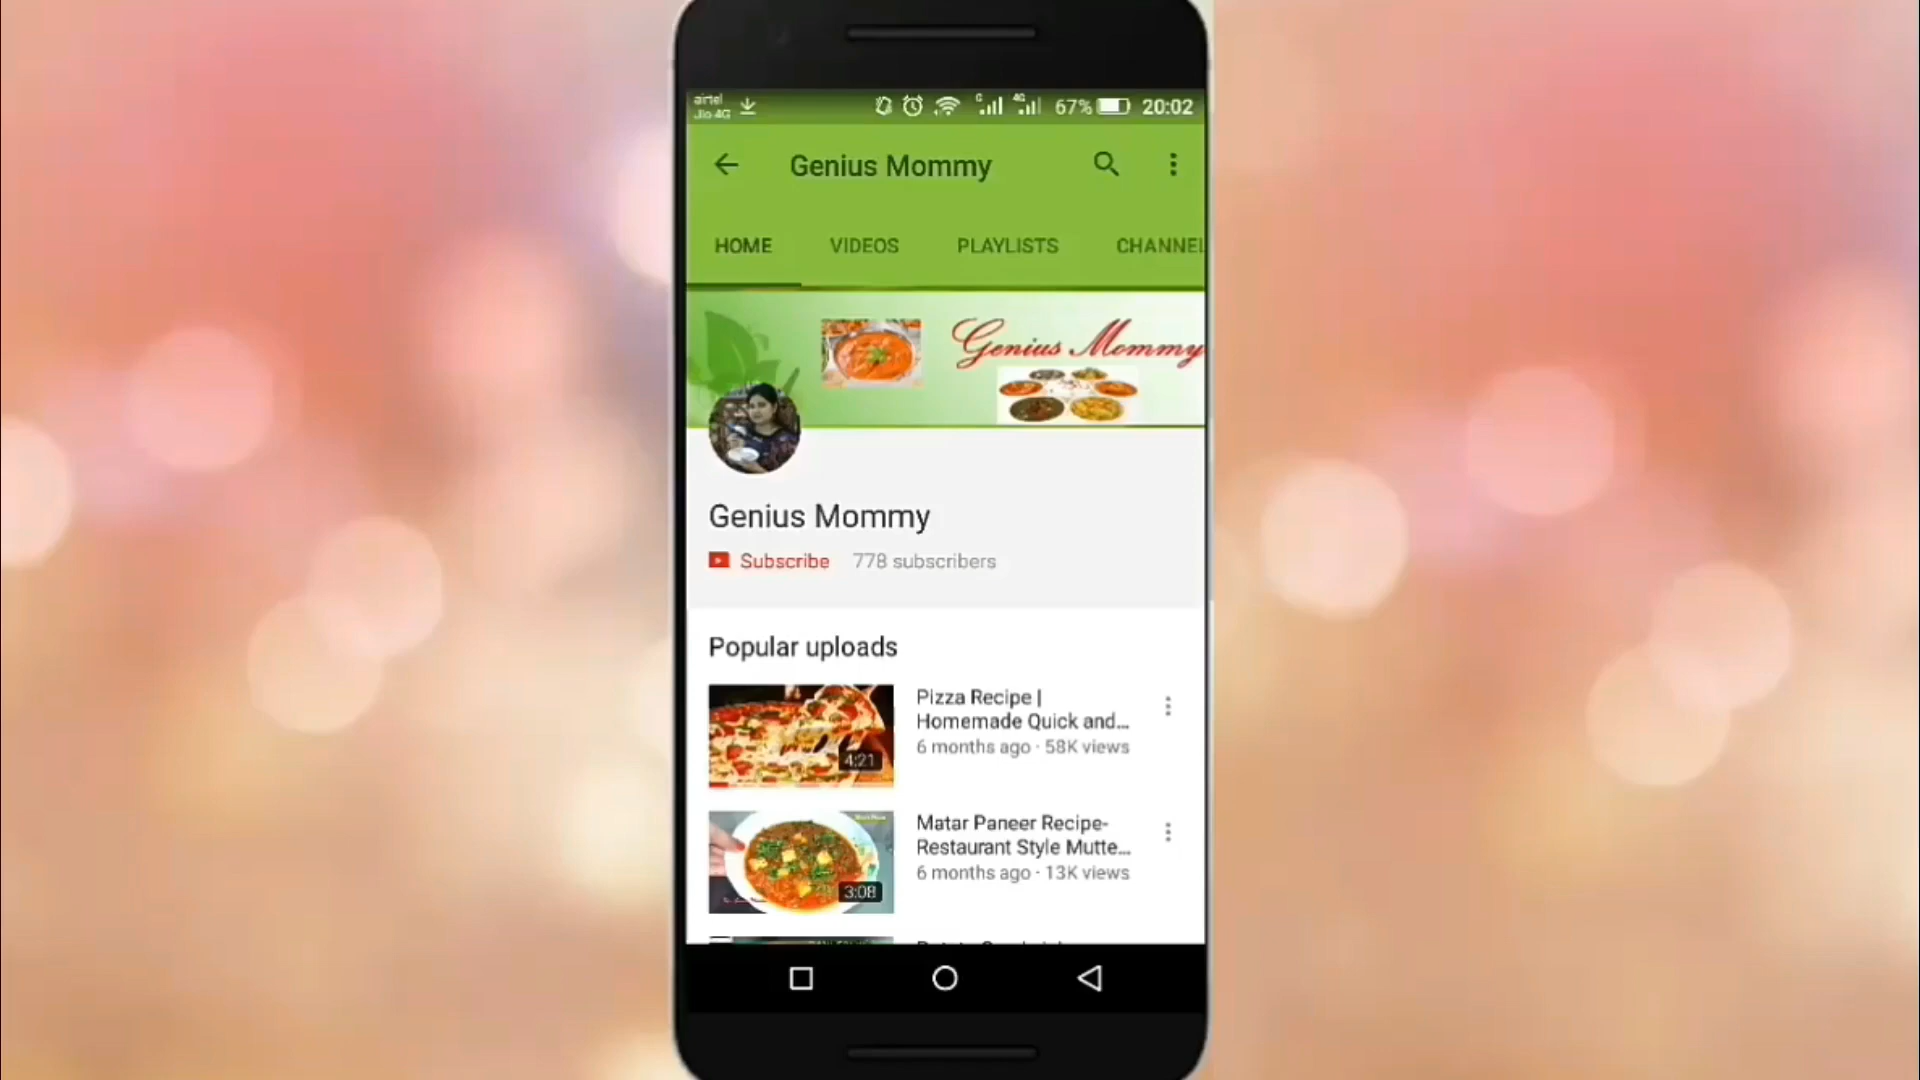 airtel
Jio 4G
G
4G
67%
20:02
Genius Mommy
HOME VIDEOS PLAYLISTS CHANNEL
Genius Mommy
Genius Mommy
Subscribe 778 subscribers
Popular uploads
Pizza Recipe |
Homemade Quick and...
6 months ago · 58K views
4:21
Matar Paneer Recipe-
Restaurant Style Mutte...
6 months ago · 13K views
3:08